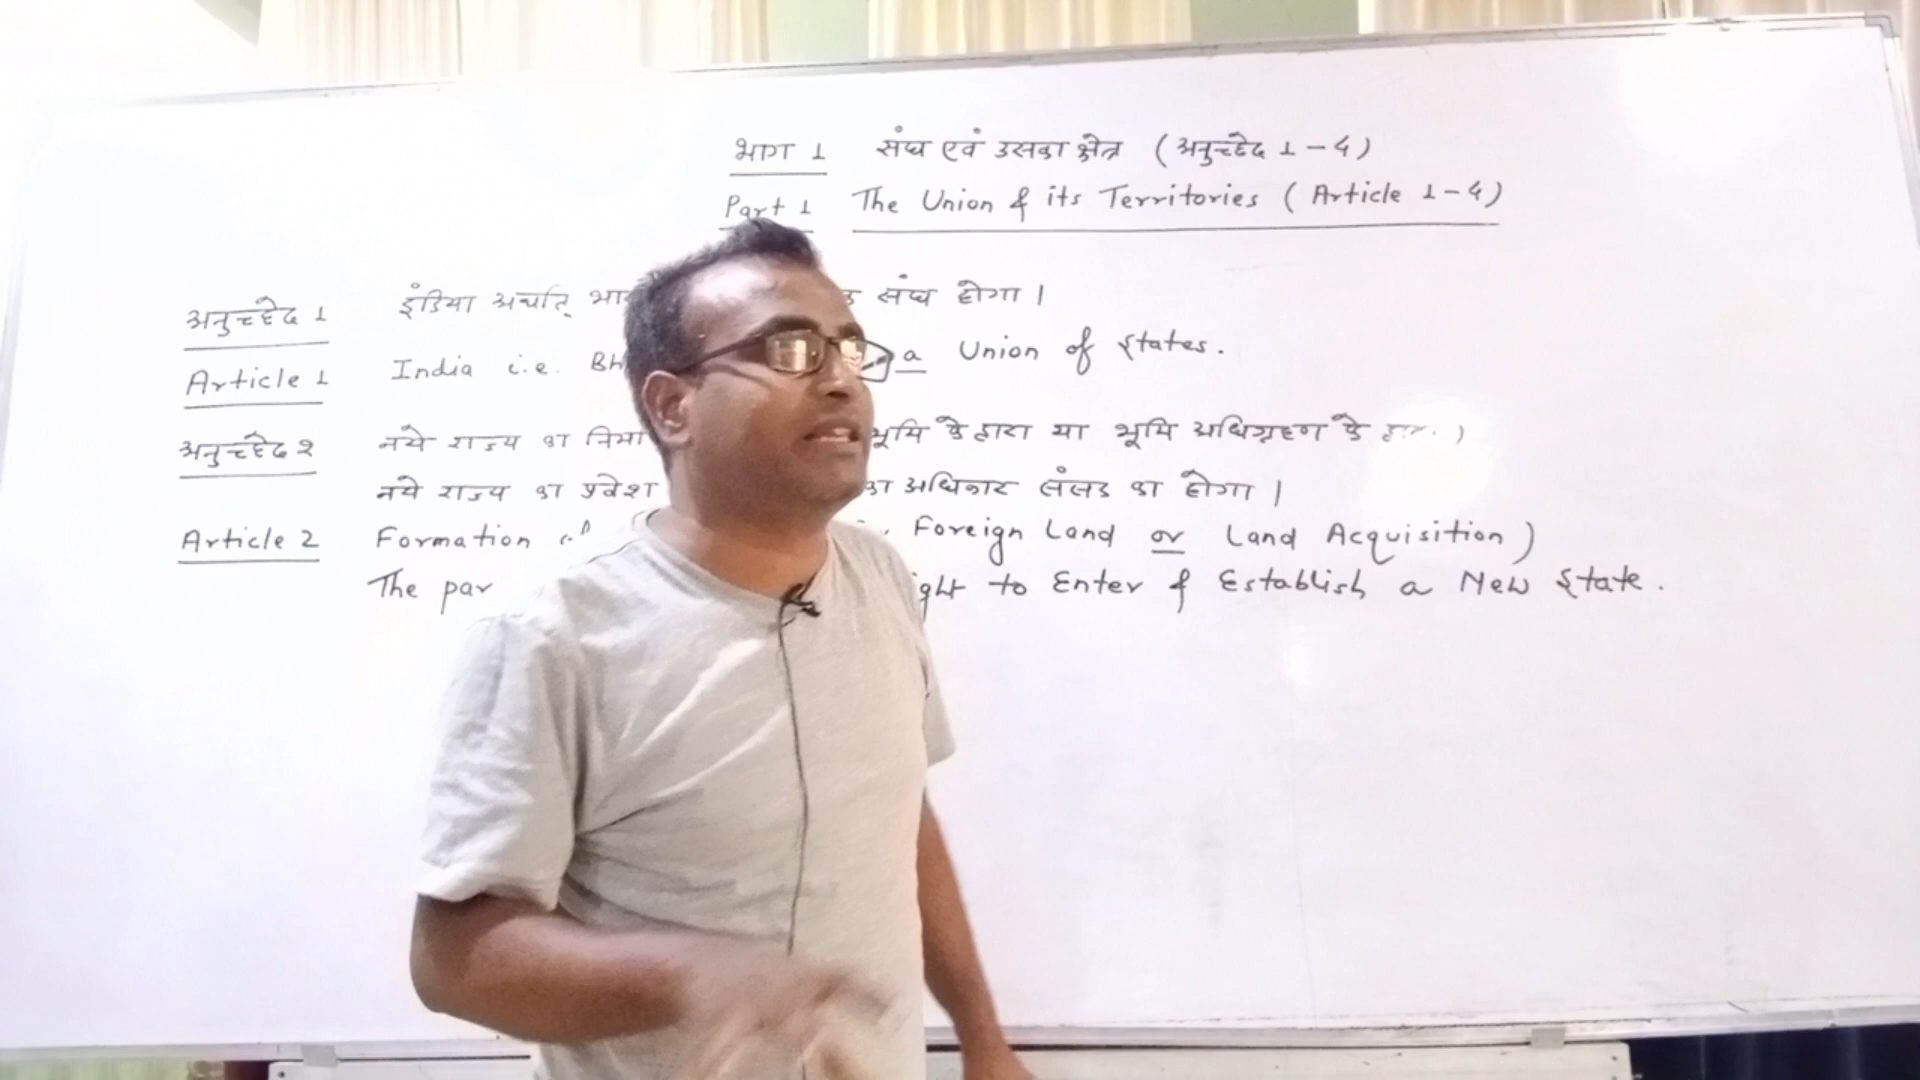 भाग 1 संघ एवं उसका क्षेत्र (अनुच्छेद 1-4)
Part 1 The Union & its Territories (Article 1-4)
अनुच्छेद 1 इंडिया अर्थात् संघ होगा।
Article 1 India i.e. a Union of States.
अनुच्छेद 2 नये राज्य का भूमि के द्वारा या भूमि अधिग्रहण के
नये राज्य का प्रवेश का अधिकार संसद का होगा।
Article 2 Formation Foreign Land or Land Acquisition)
The to Enter & Establish a New State.